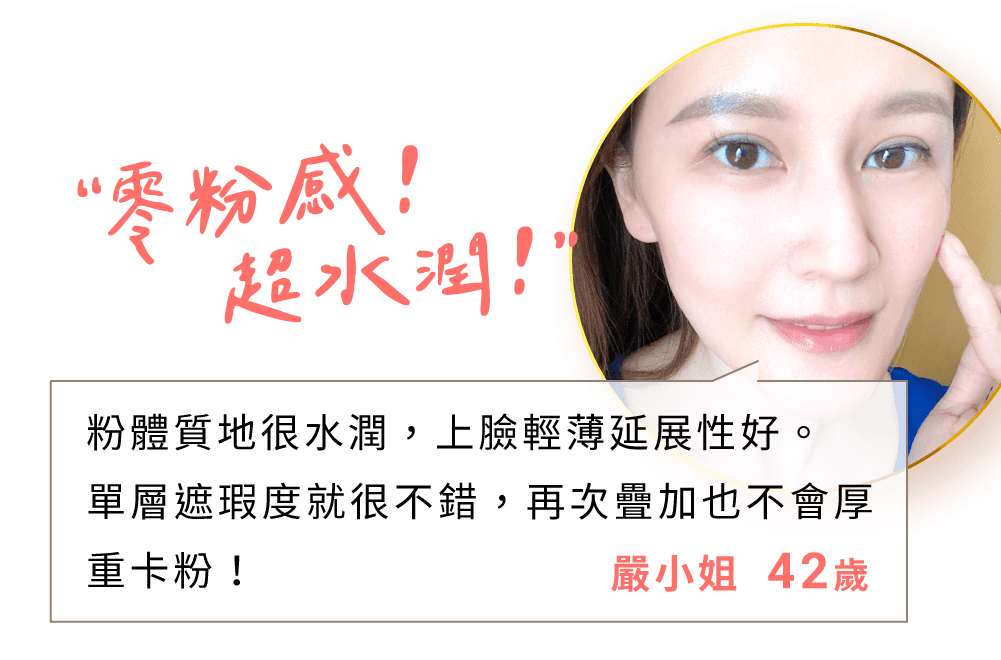 “零粉感！
超水潤！”
粉體質地很水潤，上臉輕薄延展性好。
單層遮瑕度就很不錯，再次疊加也不會厚
重卡粉！
嚴小姐 42歲